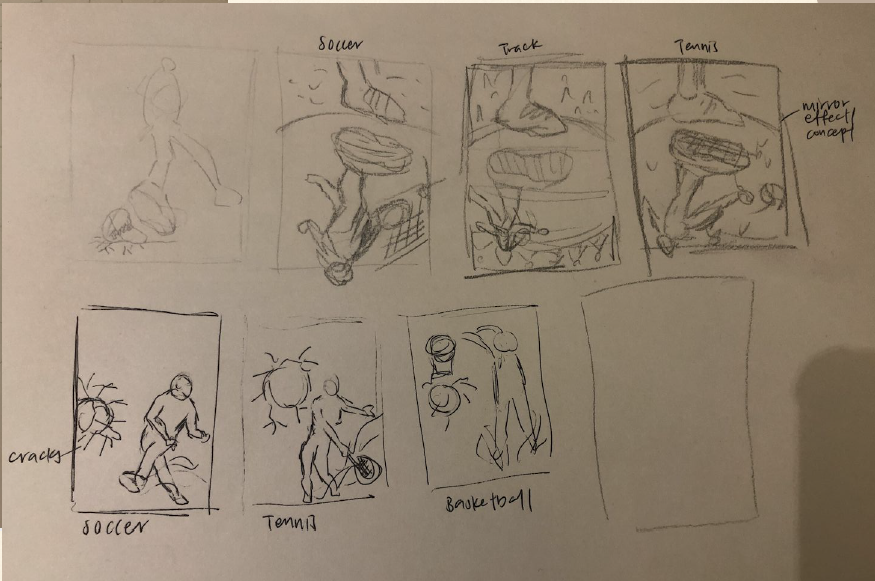 Soccer
Track
Tennis
mirror
effect/
concept
cracks
soccer
Tennis
Basketball